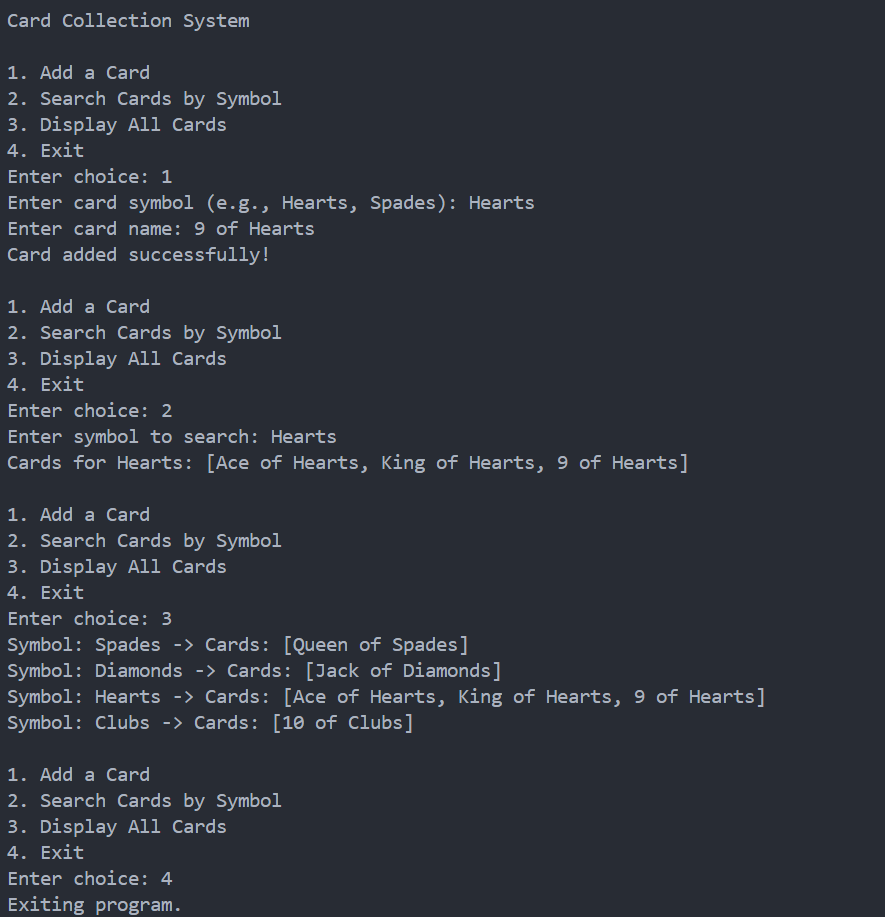 Card Collection System
1. Add a Card
2. Search Cards by Symbol
3. Display All Cards
4. Exit
Enter choice: 1
Enter card symbol (e.g., Hearts, Spades): Hearts
Enter card name: 9 of Hearts
Card added successfully!
1. Add a Card
2. Search Cards by Symbol
3. Display All Cards
4. Exit
Enter choice: 2
Enter symbol to search: Hearts
Cards for Hearts: [Ace of Hearts, King of Hearts, 9 of Hearts]
1. Add a Card
2. Search Cards by Symbol
3. Display All Cards
4. Exit
Enter choice: 3
Symbol: Spades -> Cards: [Queen of Spades]
Symbol: Diamonds -> Cards: [Jack of Diamonds]
Symbol: Hearts -> Cards: [Ace of Hearts, King of Hearts, 9 of Hearts]
Symbol: Clubs -> Cards: [10 of Clubs]
1. Add a Card
2. Search Cards by Symbol
3. Display All Cards
4. Exit
Enter choice: 4
Exiting program.